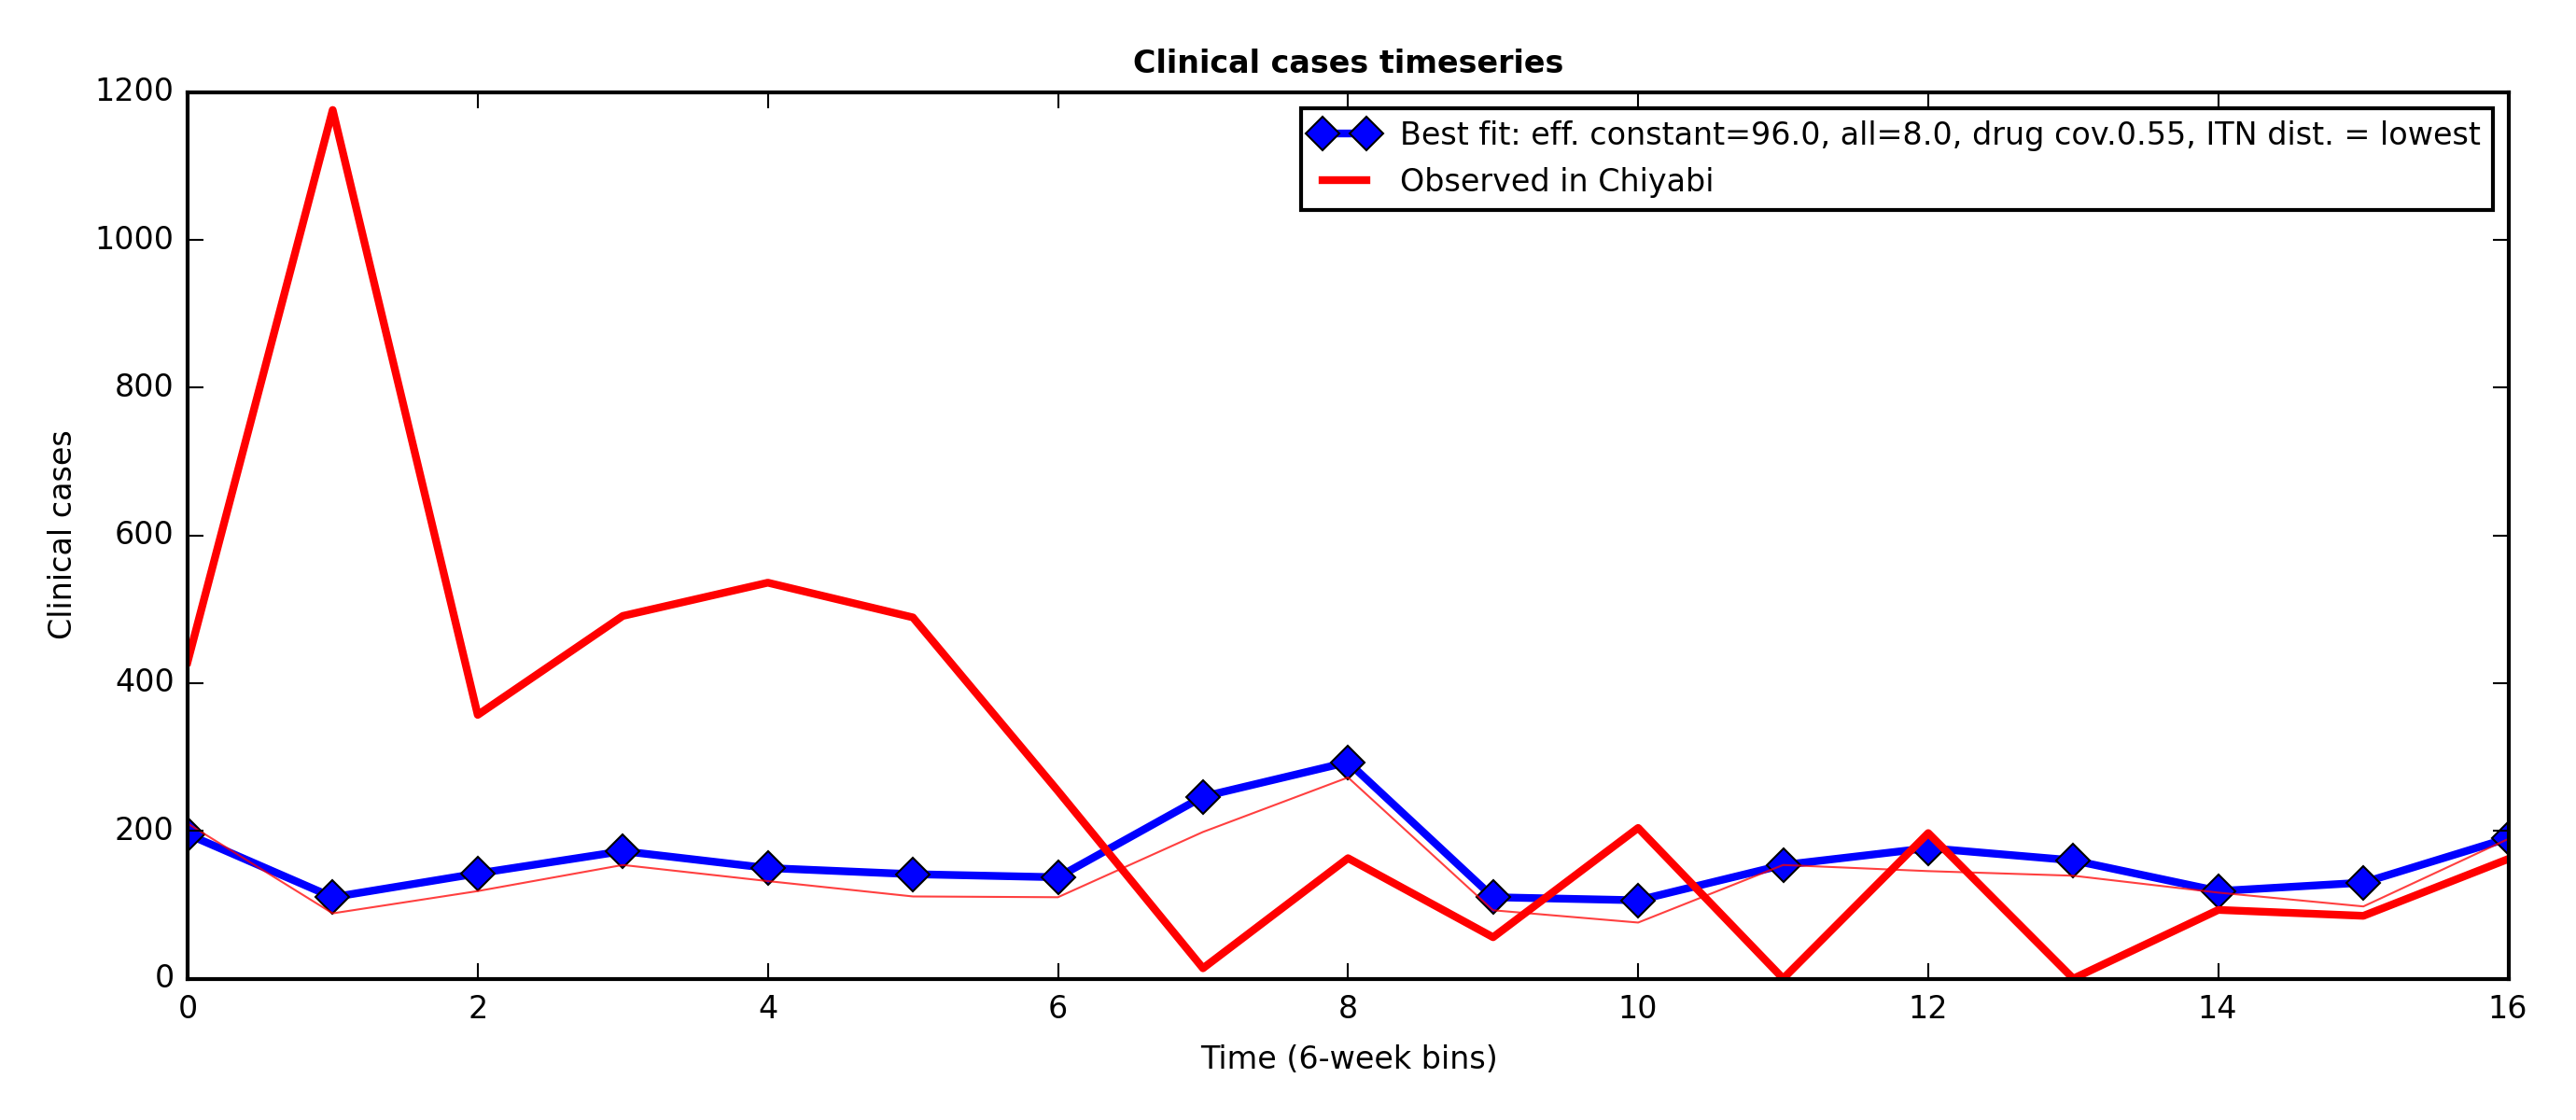 Clinical cases timeseries
1200
1000
800
600
400
200
0
Clinical cases
Best fit: eff. constant=96.0, all=8.0, drug cov.0.55, ITN dist. = lowest
Observed in Chiyabi
0 2 4 6 8 10 12 14 16
Time (6-week bins)